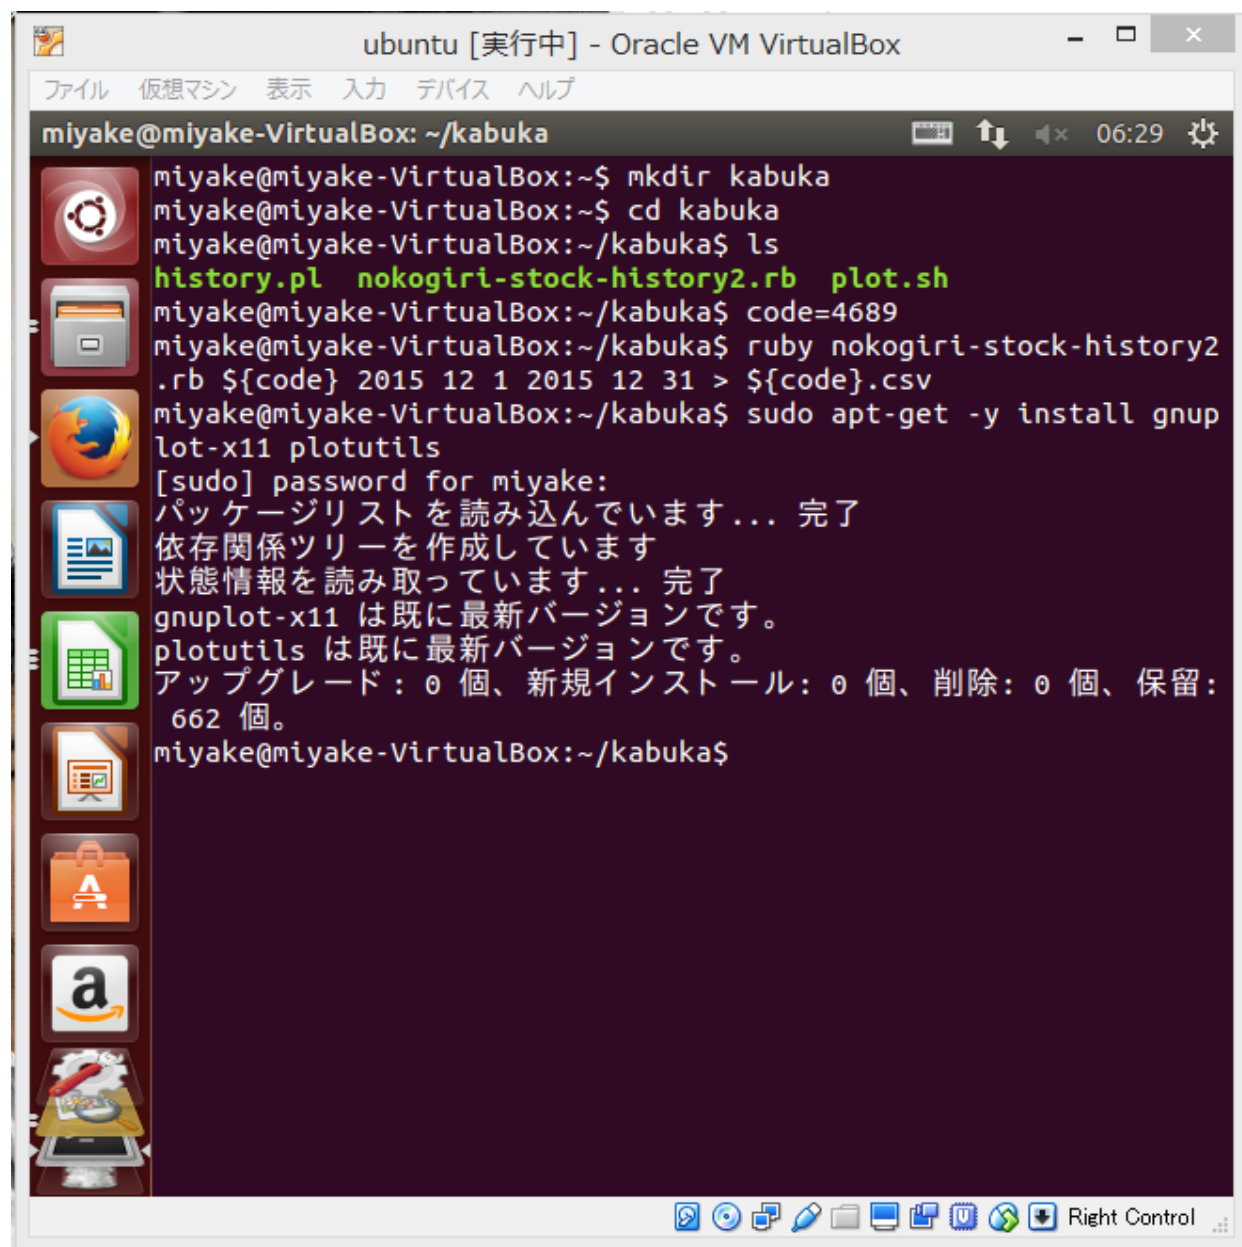 ubuntu [実行中] - Oracle VM VirtualBox
ファイル 仮想マシン 表示 入力 デバイス ヘルプ
miyake@miyake-VirtualBox: ~/kabuka 06:29
miyake@miyake-VirtualBox:~$ mkdir kabuka
miyake@miyake-VirtualBox:~$ cd kabuka
miyake@miyake-VirtualBox:~/kabuka$ ls
history.pl nokogiri-stock-history2.rb plot.sh
miyake@miyake-VirtualBox:~/kabuka$ code=4689
miyake@miyake-VirtualBox:~/kabuka$ ruby nokogiri-stock-history2
.rb ${code} 2015 12 1 2015 12 31 > ${code}.csv
miyake@miyake-VirtualBox:~/kabuka$ sudo apt-get -y install gnup
lot-x11 plotutils
[sudo] password for miyake:
パッケージリストを読み込んでいます... 完了
依存関係ツリーを作成しています
状態情報を読み取っています... 完了
gnuplot-x11 は既に最新バージョンです。
plotutils は既に最新バージョンです。
アップグレード: 0 個、新規インストール: 0 個、削除: 0 個、保留:
662 個。
miyake@miyake-VirtualBox:~/kabuka$
a
Right Control